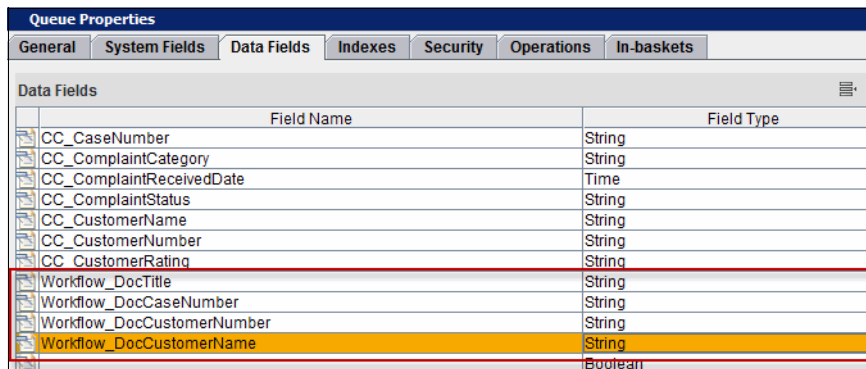 Queue Properties
General System Fields Data Fields Indexes Security Operations In-baskets
Data Fields
Field Name Field Type
CC_CaseNumber String
CC_ComplaintCategory String
CC_ComplaintReceivedDate Time
CC_ComplaintStatus String
CC_CustomerName String
CC_CustomerNumber String
CC_CustomerRating String
Workflow_DocTitle String
Workflow_DocCaseNumber String
Workflow_DocCustomerNumber String
Workflow_DocCustomerName String
Boolean